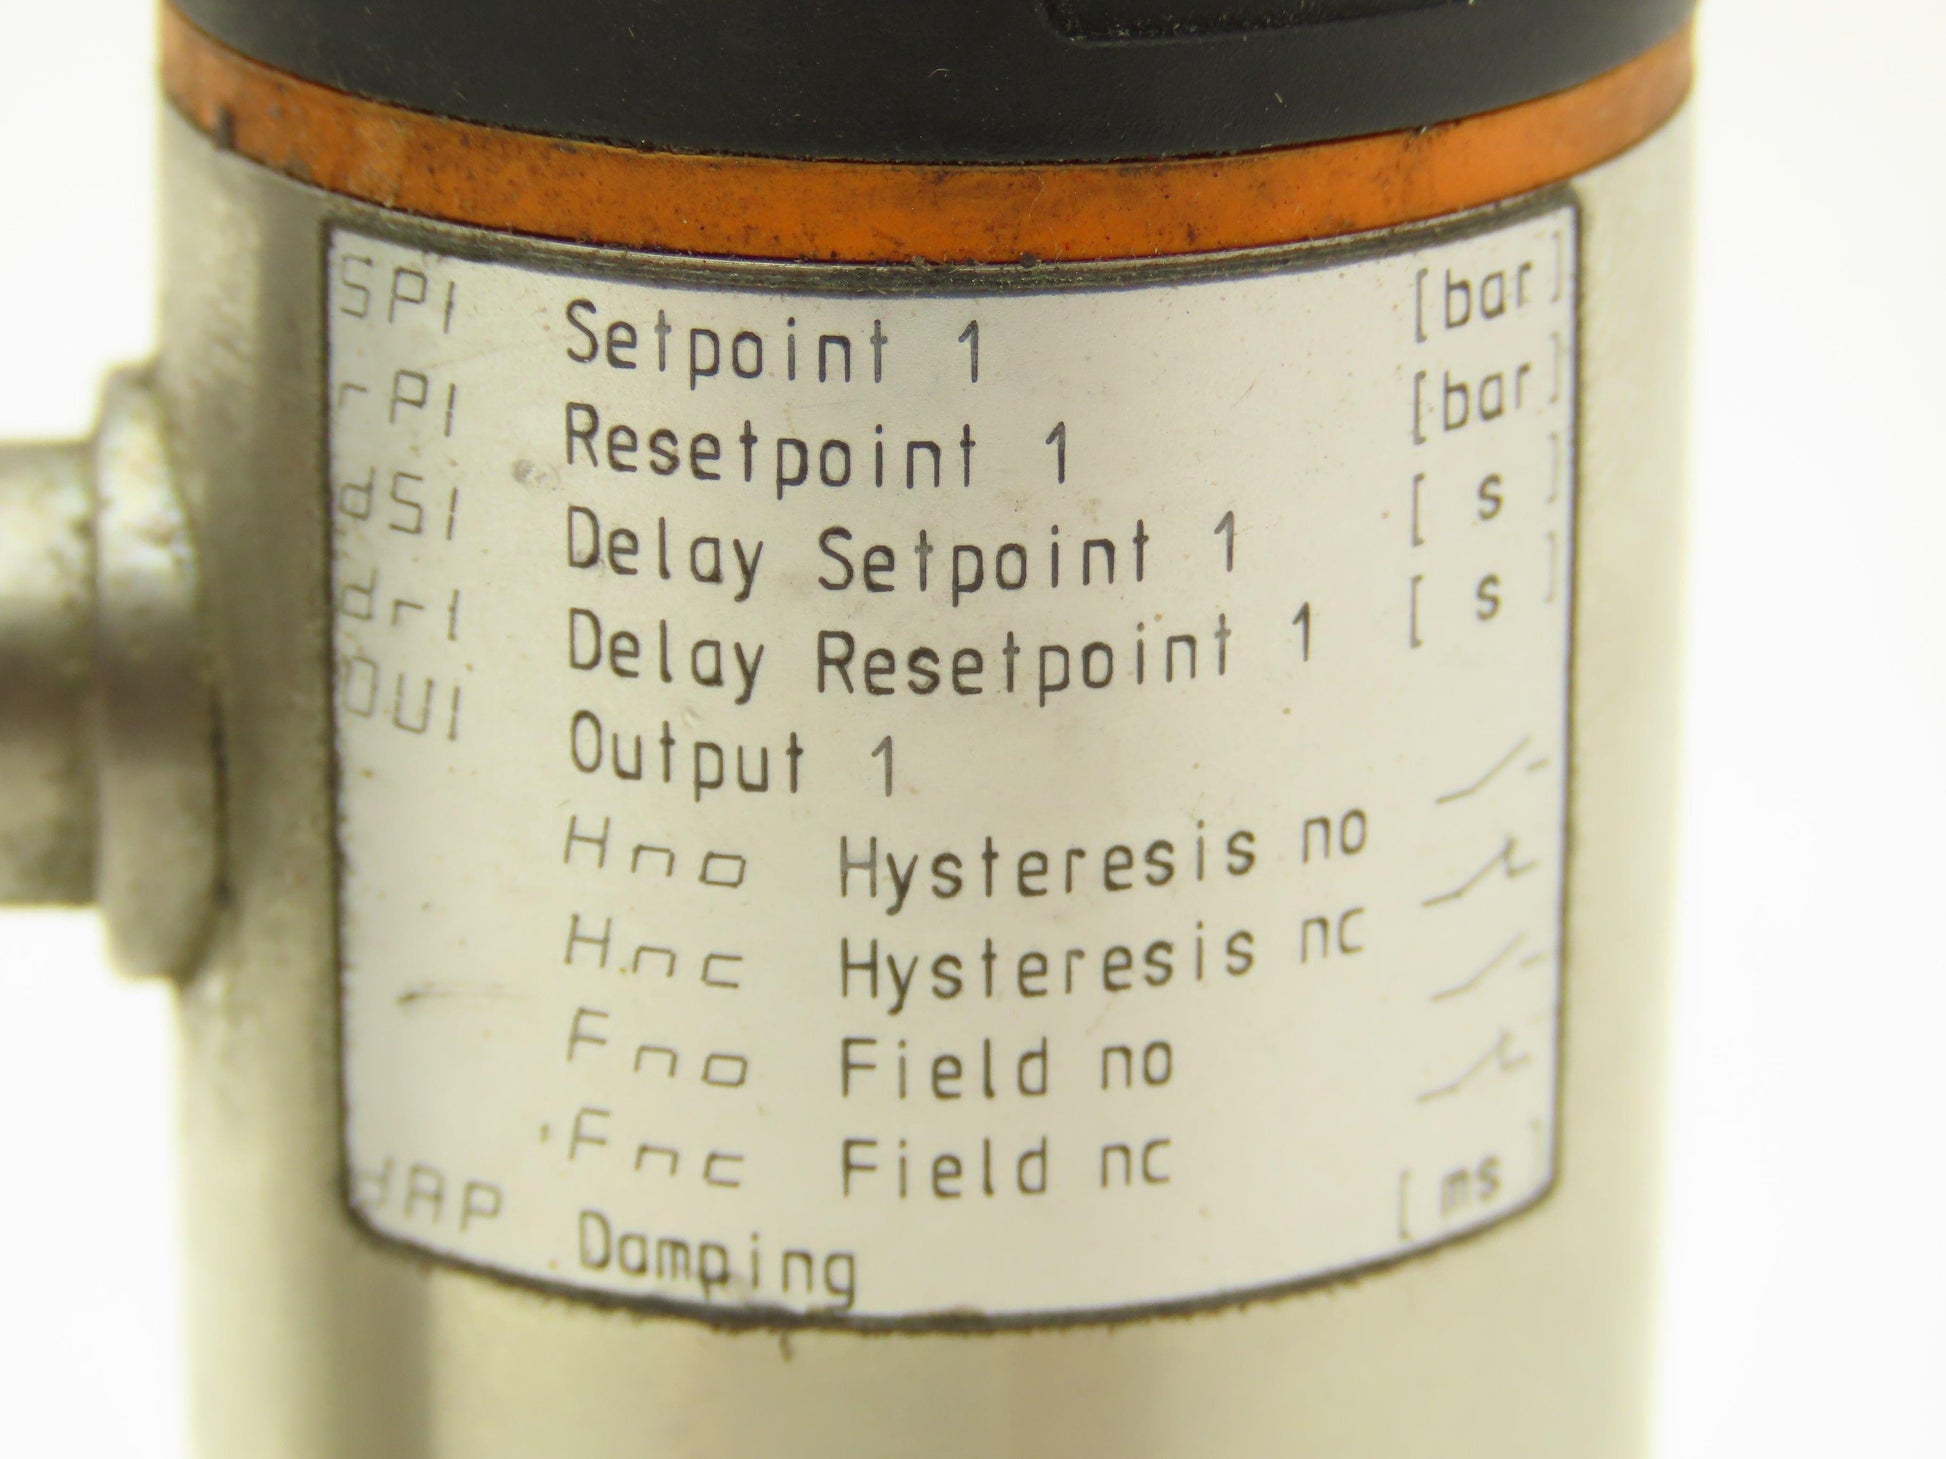 SP1 Setpoint 1 [bar]
rP1 Resetpoint 1 [bar]
dS1 Delay Setpoint 1 [ s ]
dr1 Delay Resetpoint 1 [ s ]
OU1 Output 1
Hno Hysteresis no
Hnc Hysteresis nc
Fno Field no
Fnc Field nc
dAP Damping [ ms ]